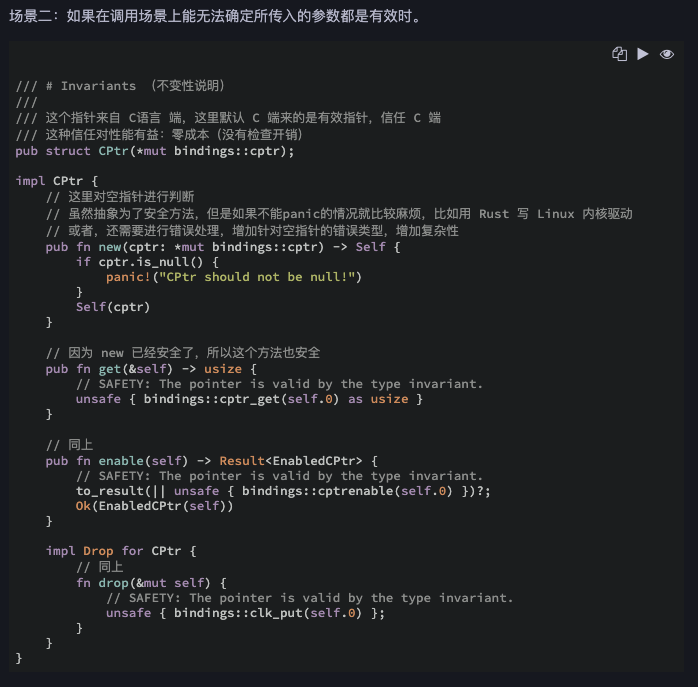 场景二：如果在调用场景上能无法确定所传入的参数都是有效时。
/// # Invariants （不变性说明）
///
/// 这个指针来自 C语言 端，这里默认 C 端来的是有效指针，信任 C 端
/// 这种信任对性能有益：零成本（没有检查开销）
pub struct CPtr(*mut bindings::cptr);

impl CPtr {
    // 这里对空指针进行判断
    // 虽然抽象为了安全方法，但是如果不能panic的情况就比较麻烦，比如用 Rust 写 Linux 内核驱动
    // 或者，还需要进行错误处理，增加针对空指针的错误类型，增加复杂性
    pub fn new(cptr: *mut bindings::cptr) -> Self {
        if cptr.is_null() {
            panic!("CPtr should not be null!")
        }
        Self(cptr)
    }

    // 因为 new 已经安全了，所以这个方法也安全
    pub fn get(&self) -> usize {
        // SAFETY: The pointer is valid by the type invariant.
        unsafe { bindings::cptr_get(self.0) as usize }
    }

    // 同上
    pub fn enable(self) -> Result<EnabledCPtr> {
        // SAFETY: The pointer is valid by the type invariant.
        to_result(|| unsafe { bindings::cptrenable(self.0) })?;
        Ok(EnabledCPtr(self))
    }

    impl Drop for CPtr {
        // 同上
        fn drop(&mut self) {
            // SAFETY: The pointer is valid by the type invariant.
            unsafe { bindings::clk_put(self.0) };
        }
    }
}